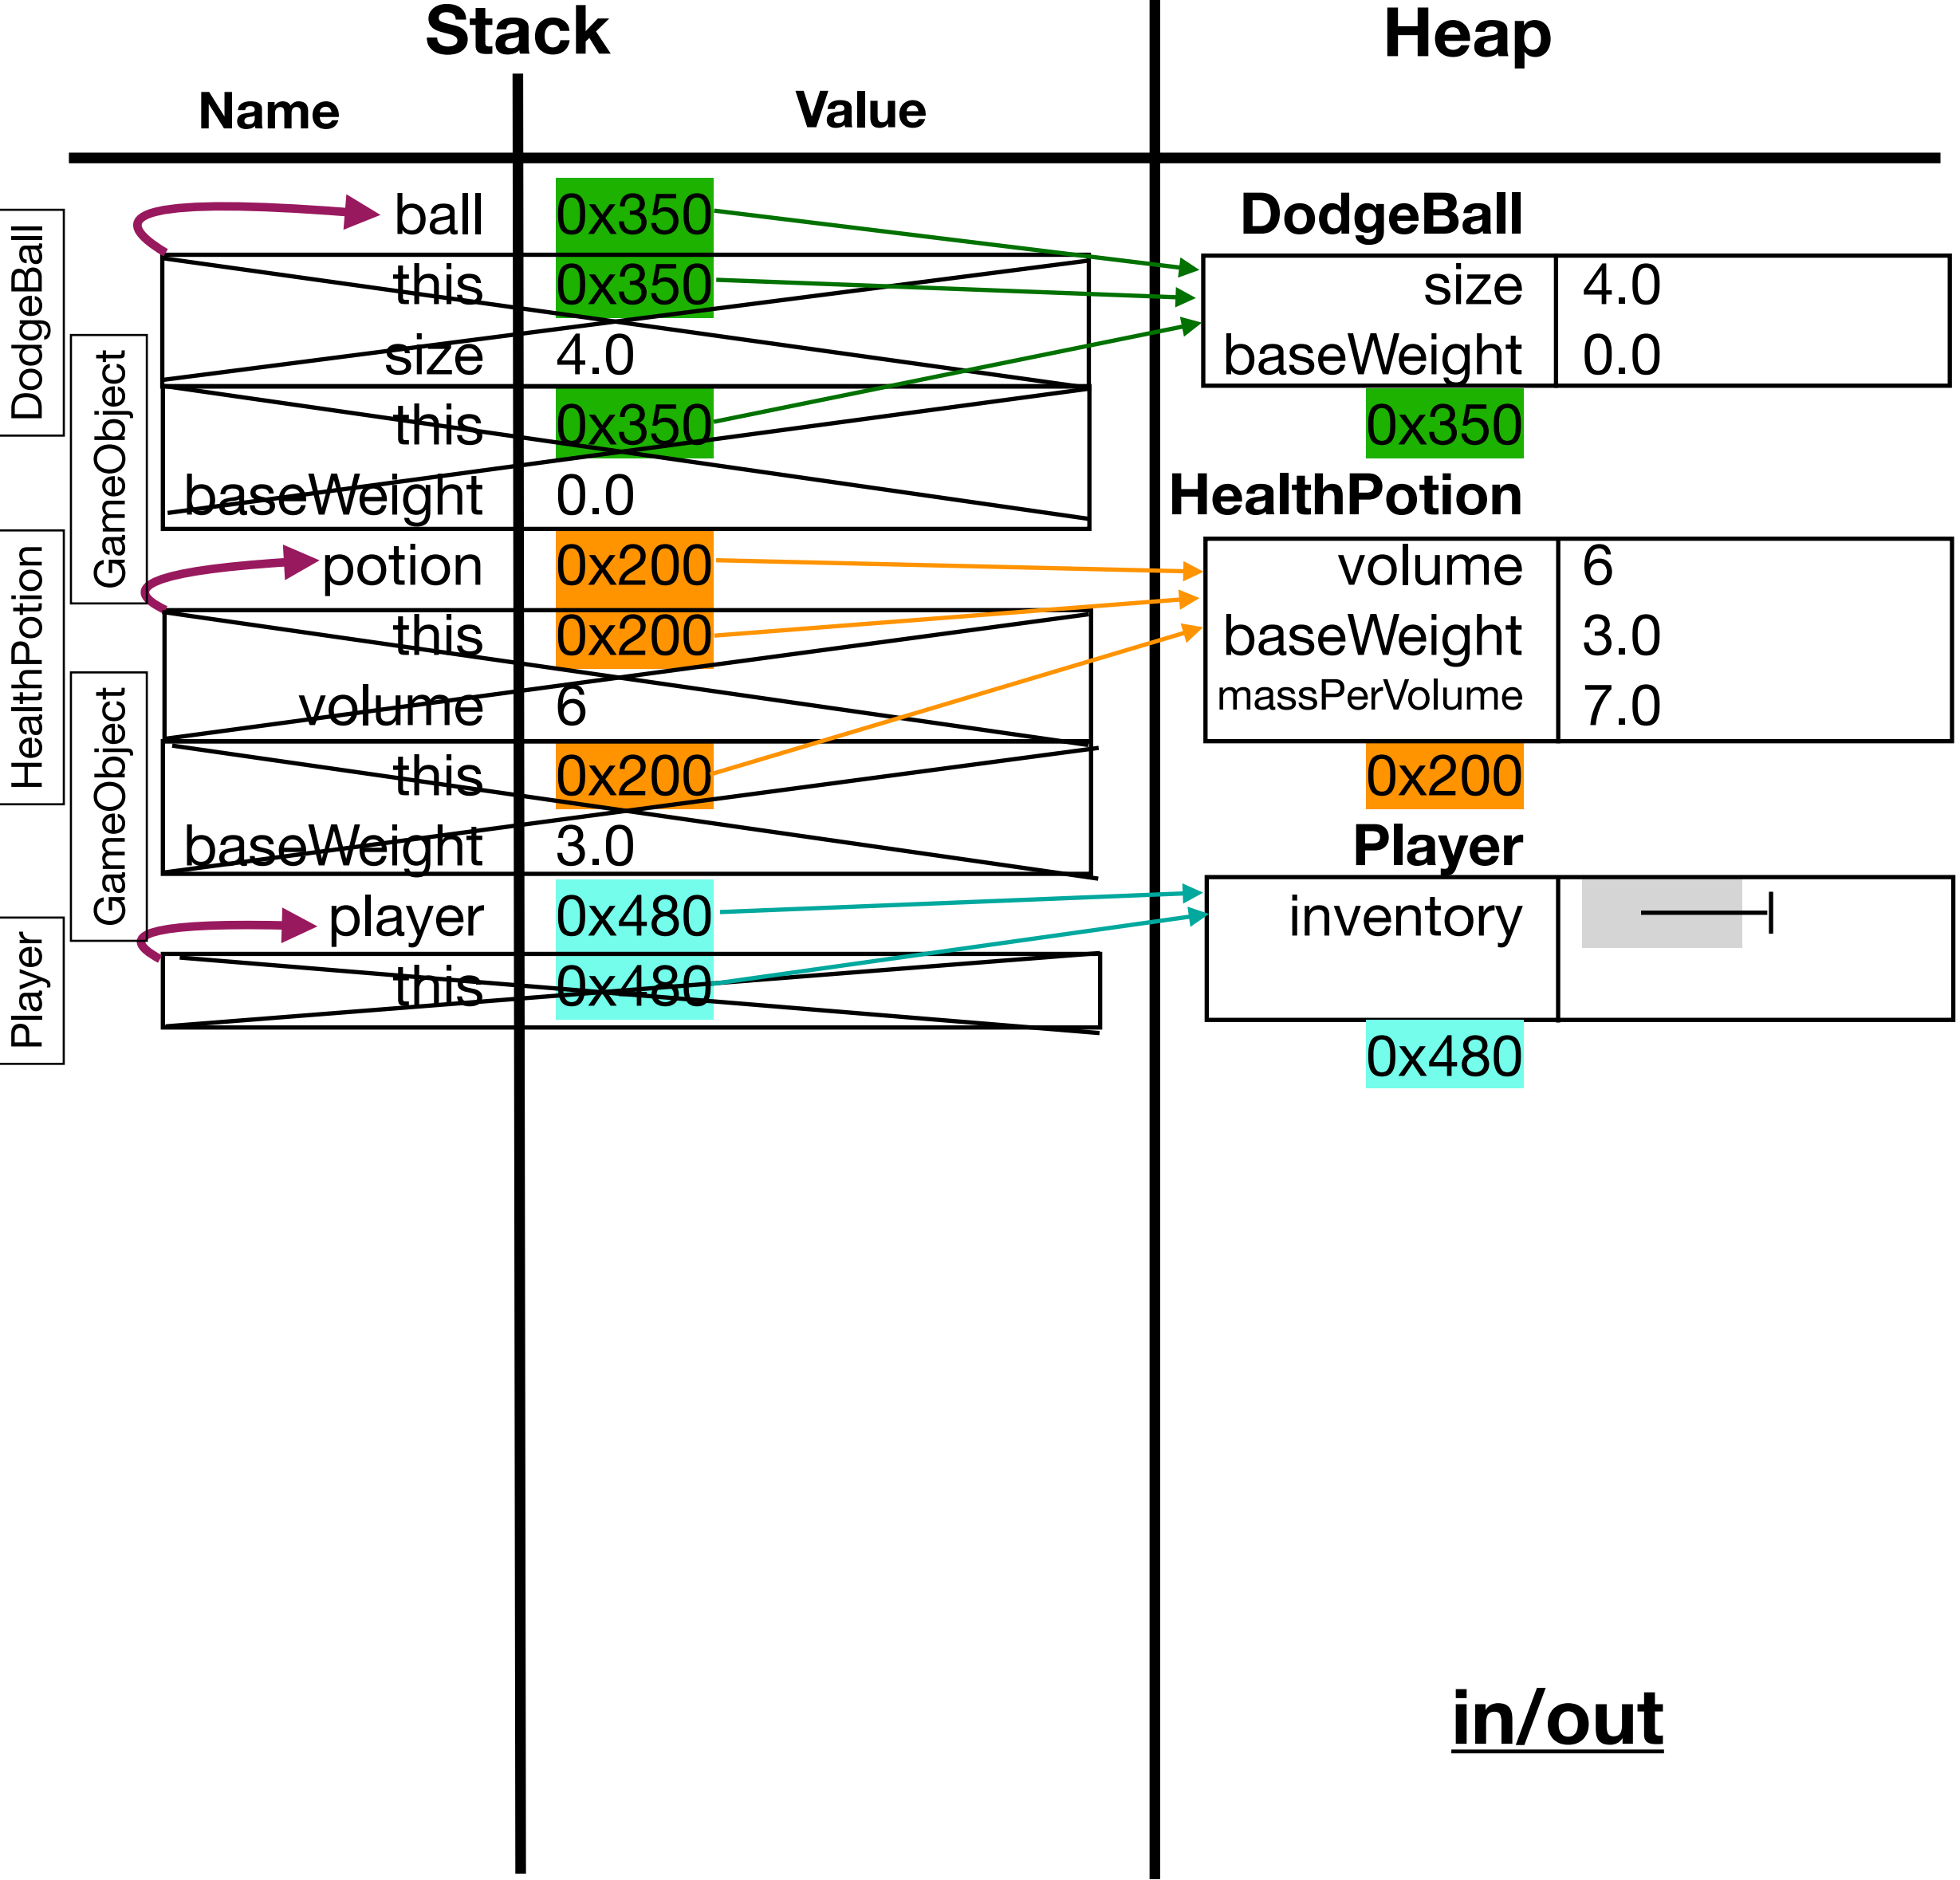 Stack
Heap
Name
Value
DodgeBall
GameObject
HealthPotion
GameObject
Player
ball 0x350
this 0x350
size 4.0
this 0x350
baseWeight 0.0
potion 0x200
this 0x200
volume 6
this 0x200
baseWeight 3.0
player 0x480
this 0x480
DodgeBall
size 4.0
baseWeight 0.0
0x350
HealthPotion
volume 6
baseWeight 3.0
massPerVolume 7.0
0x200
Player
inventory
0x480
in/out